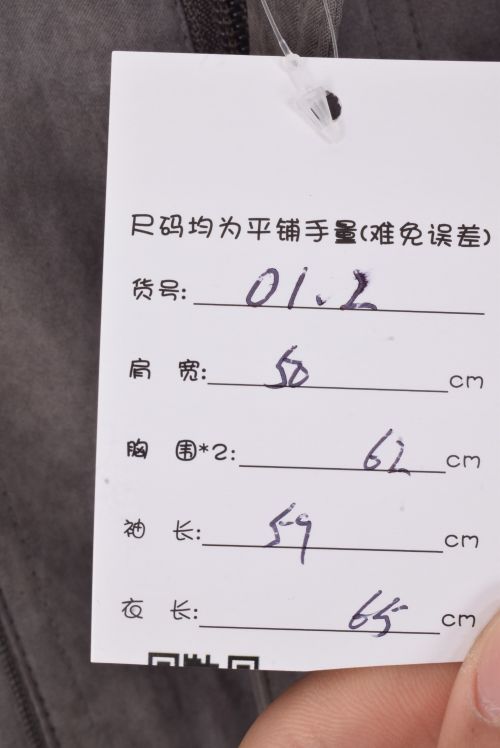 尺码均为平铺手量(难免误差)
货号: 01.2
肩 宽: 50 cm
胸 围*2: 62 cm
袖 长: 59 cm
衣 长: 65 cm